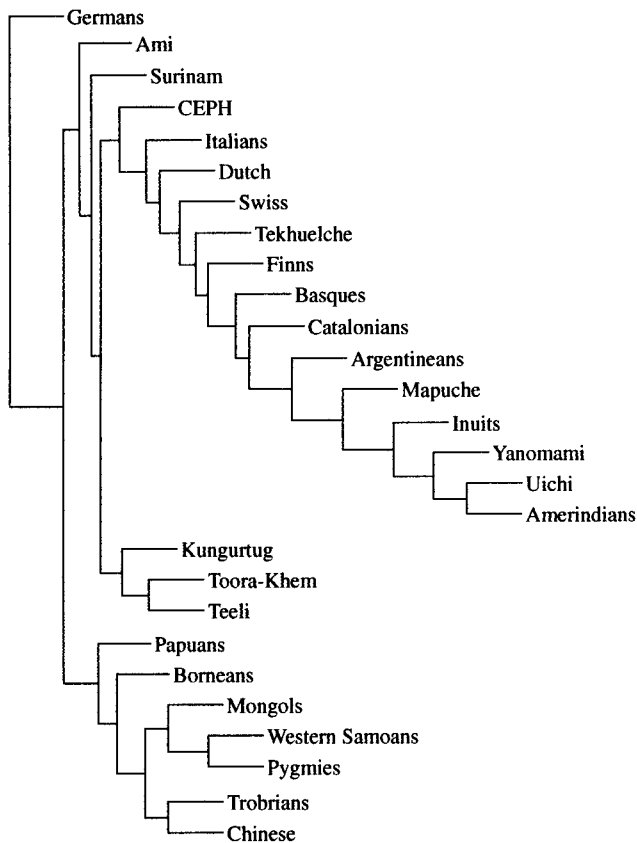 Germans
Ami
Surinam
CEPH
Italians
Dutch
Swiss
Tekhuelche
Finns
Basques
Catalonians
Argentineans
Mapuche
Inuits
Yanomami
Uichi
Amerindians
Kungurtug
Toora-Khem
Teeli
Papuans
Borneans
Mongols
Western Samoans
Pygmies
Trobrians
Chinese